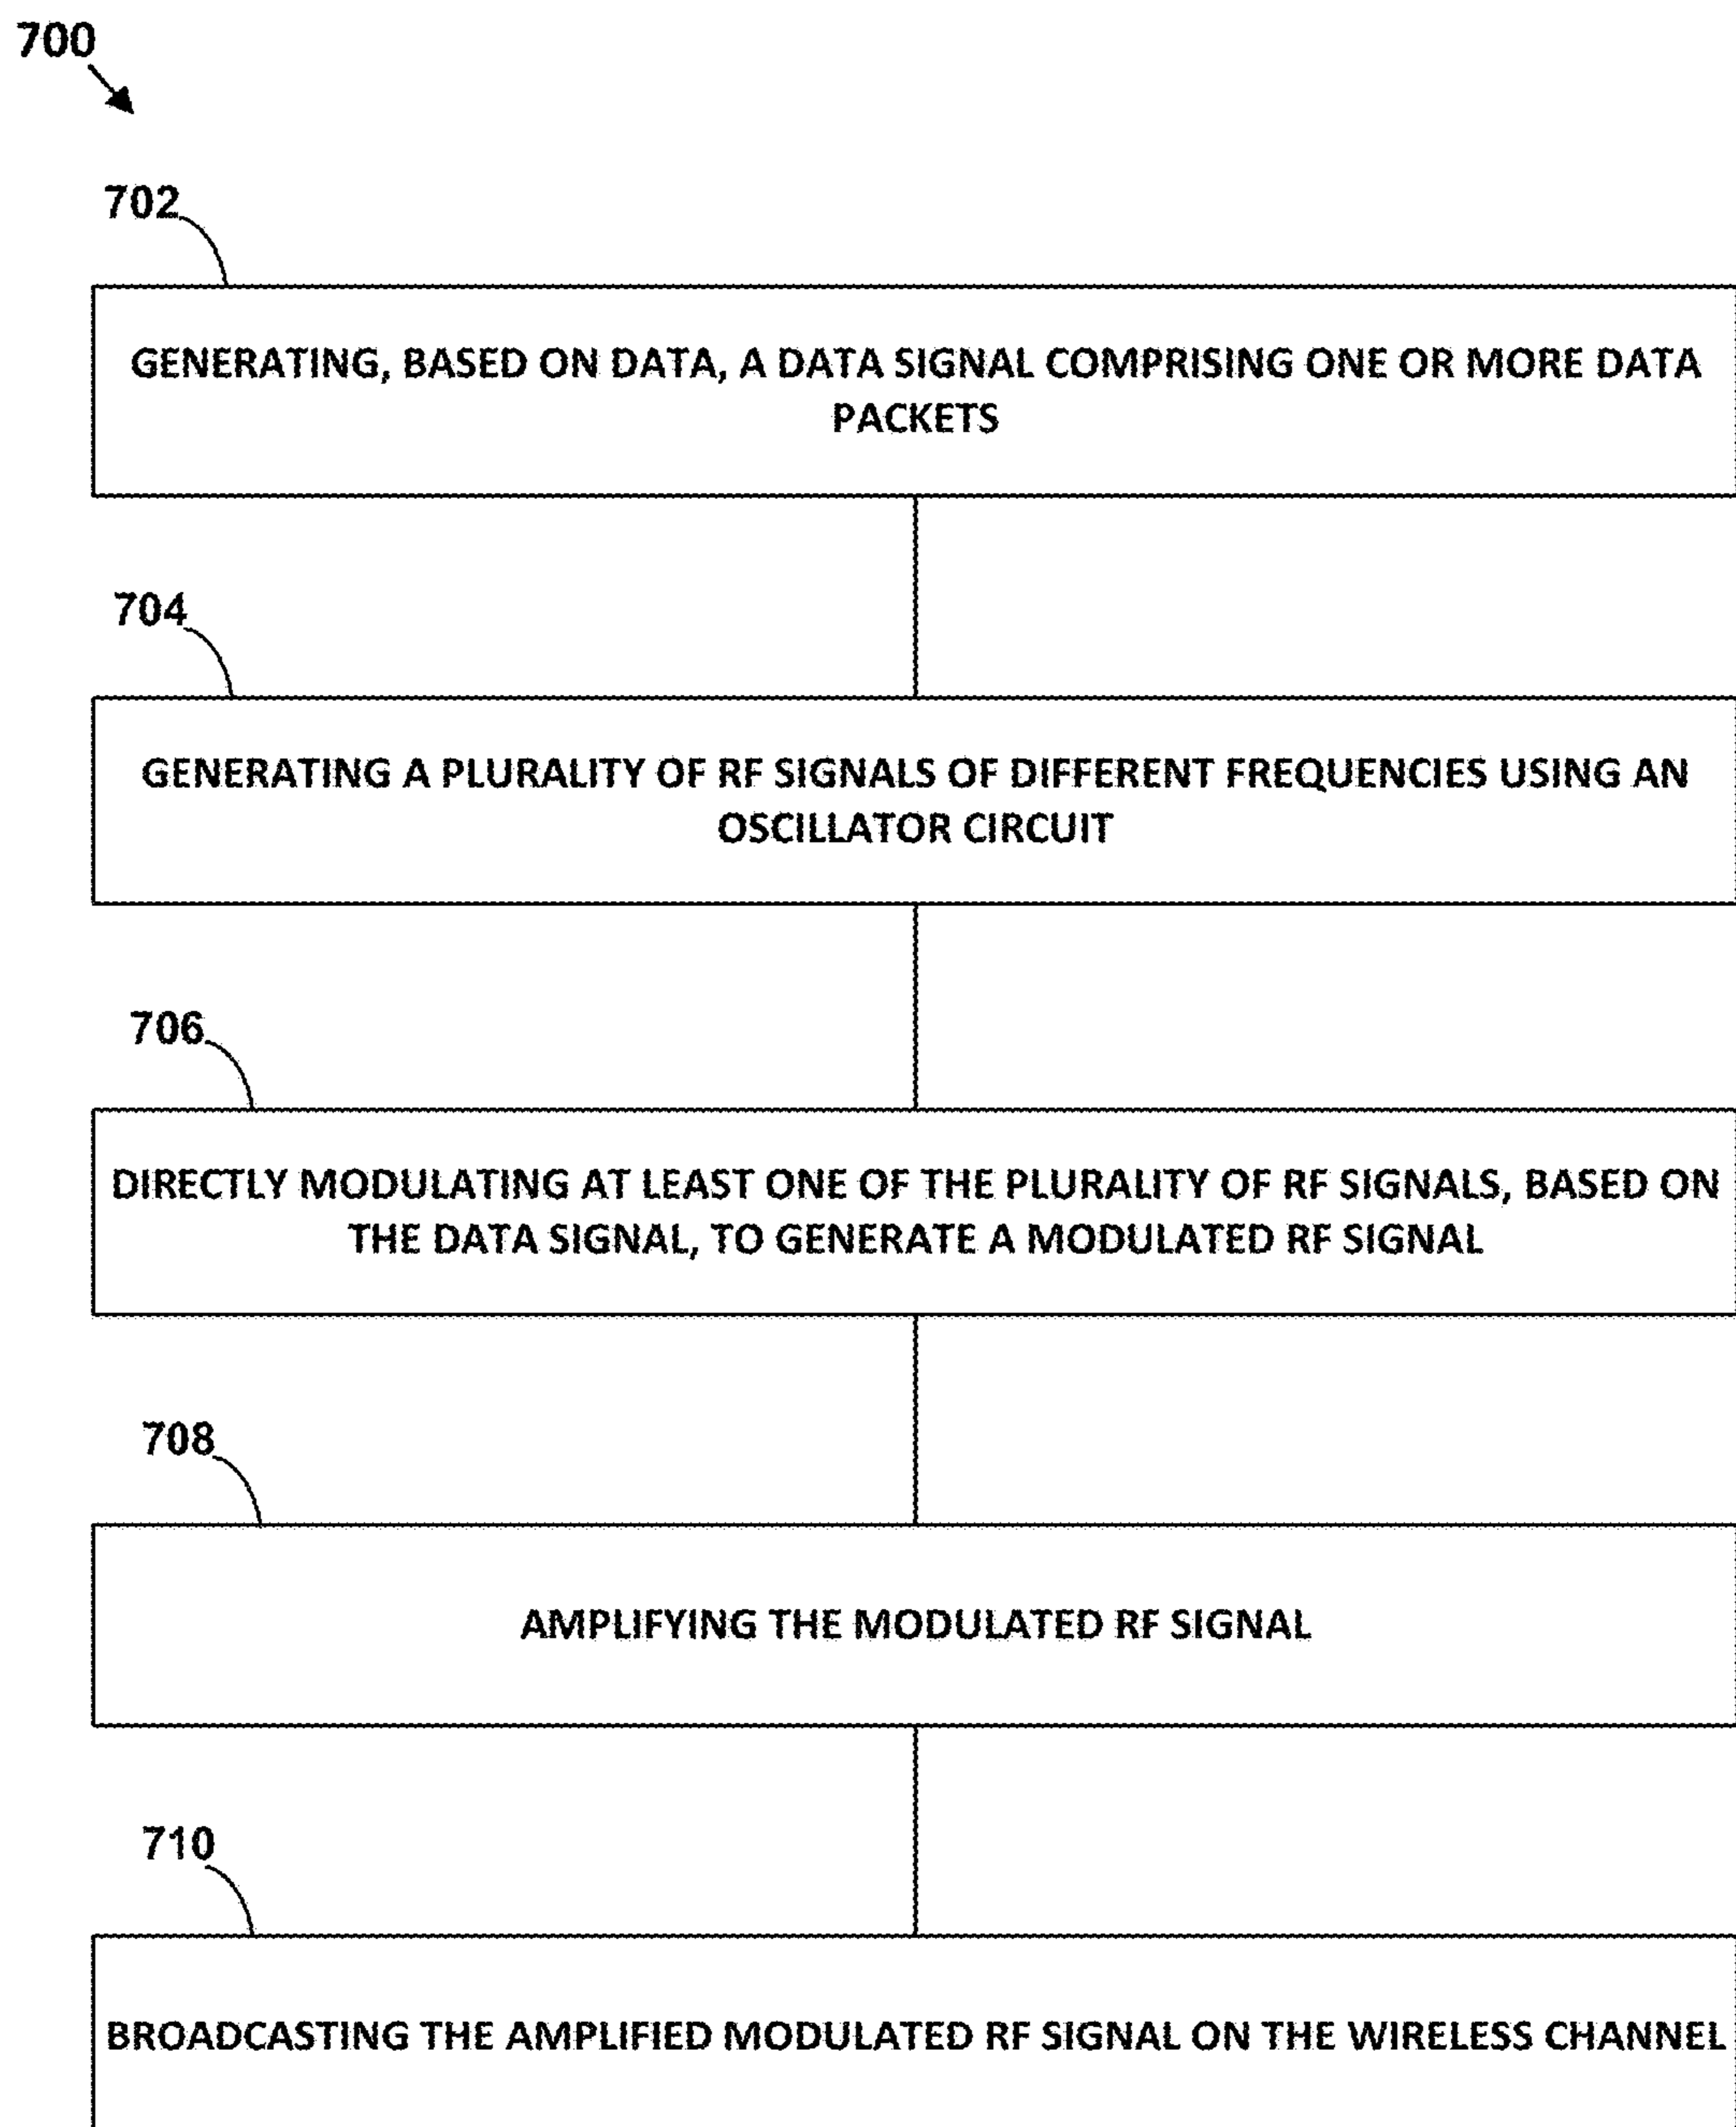 700
702
GENERATING, BASED ON DATA, A DATA SIGNAL COMPRISING ONE OR MORE DATA
PACKETS
704
GENERATING A PLURALITY OF RF SIGNALS OF DIFFERENT FREQUENCIES USING AN
OSCILLATOR CIRCUIT
706
DIRECTLY MODULATING AT LEAST ONE OF THE PLURALITY OF RF SIGNALS, BASED ON
THE DATA SIGNAL, TO GENERATE A MODULATED RF SIGNAL
708
AMPLIFYING THE MODULATED RF SIGNAL
710
BROADCASTING THE AMPLIFIED MODULATED RF SIGNAL ON THE WIRELESS CHANNEL